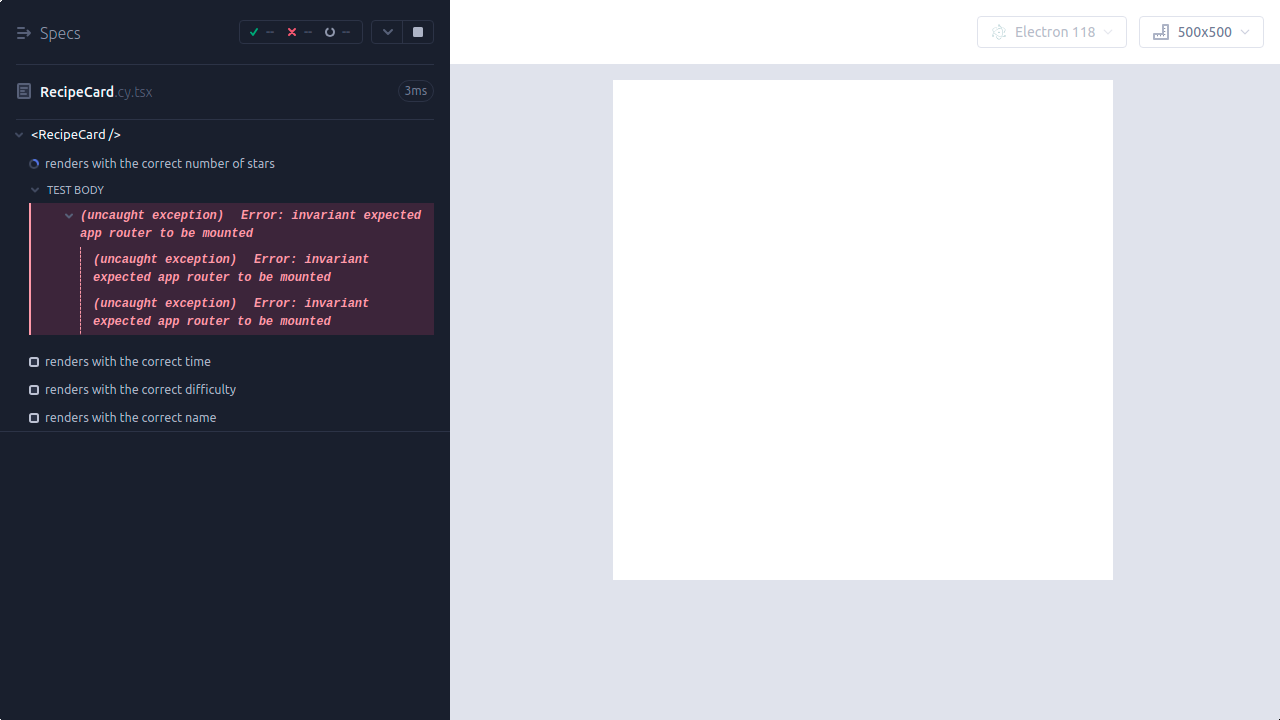 Specs
--
--
--
Electron 118
500x500
RecipeCard.cy.tsx
3ms
<RecipeCard />
renders with the correct number of stars
TEST BODY
(uncaught exception) Error: invariant expected
app router to be mounted
(uncaught exception) Error: invariant
expected app router to be mounted
(uncaught exception) Error: invariant
expected app router to be mounted
renders with the correct time
renders with the correct difficulty
renders with the correct name